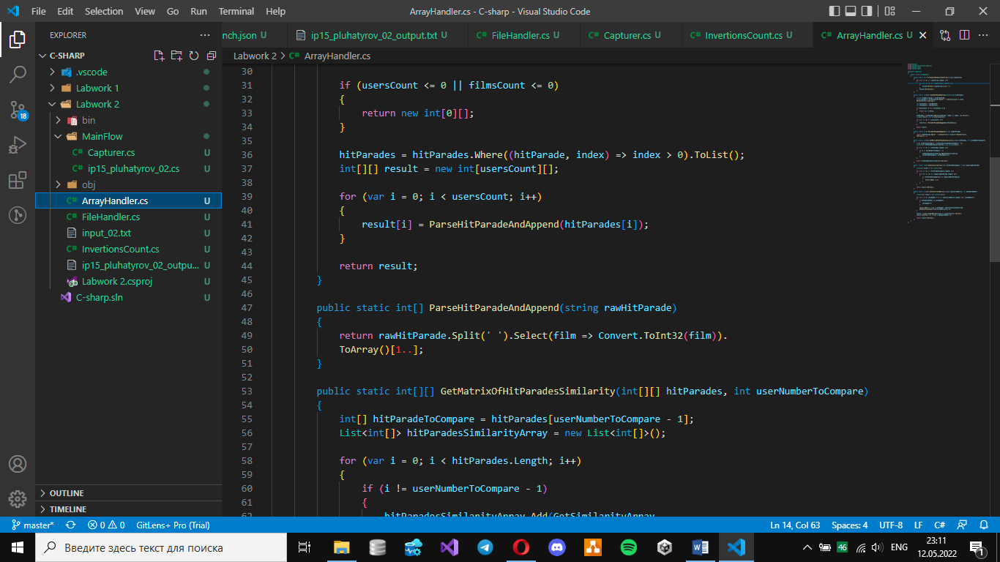 File Edit Selection View Go Run Terminal Help
ArrayHandler.cs - C-sharp - Visual Studio Code
EXPLORER
C-SHARP
.vscode
Labwork 1
Labwork 2
bin
MainFlow
Capturer.cs U
ip15_pluhatyrov_02.cs U
obj
ArrayHandler.cs U
FileHandler.cs U
input_02.txt U
InvertionsCount.cs U
ip15_pluhatyrov_02_outpu... U
Labwork 2.csproj U
C-sharp.sln U
OUTLINE
TIMELINE
18
nch.json U
ip15_pluhatyrov_02_output.txt U
FileHandler.cs U
Capturer.cs U
InvertionsCount.cs U
ArrayHandler.cs U
Labwork 2 > ArrayHandler.cs
30
31 if (usersCount <= 0 || filmsCount <= 0)
32 {
33 return new int[0][];
34 }
35
36 hitParades = hitParades.Where((hitParade, index) => index > 0).ToList();
37 int[][] result = new int[usersCount][];
38
39 for (var i = 0; i < usersCount; i++)
40 {
41 result[i] = ParseHitParadeAndAppend(hitParades[i]);
42 }
43
44 return result;
45 }
46
47 public static int[] ParseHitParadeAndAppend(string rawHitParade)
48 {
49 return rawHitParade.Split(' ').Select(film => Convert.ToInt32(film)).
50 ToArray()[1..];
51 }
52
53 public static int[][] GetMatrixOfHitParadesSimilarity(int[][] hitParades, int userNumberToCompare)
54 {
55 int[] hitParadeToCompare = hitParades[userNumberToCompare - 1];
56 List<int[]> hitParadesSimilarityArray = new List<int[]>();
57
58 for (var i = 0; i < hitParades.Length; i++)
59 {
60 if (i != userNumberToCompare - 1)
61 {
62 hitParadesSimilarityArray.Add(GetSimilarityArray
master* 0 0 GitLens+ Pro (Trial)
Ln 14, Col 63 Spaces: 4 UTF-8 LF C#
Введите здесь текст для поиска
46 ENG
23:11
12.05.2022
1